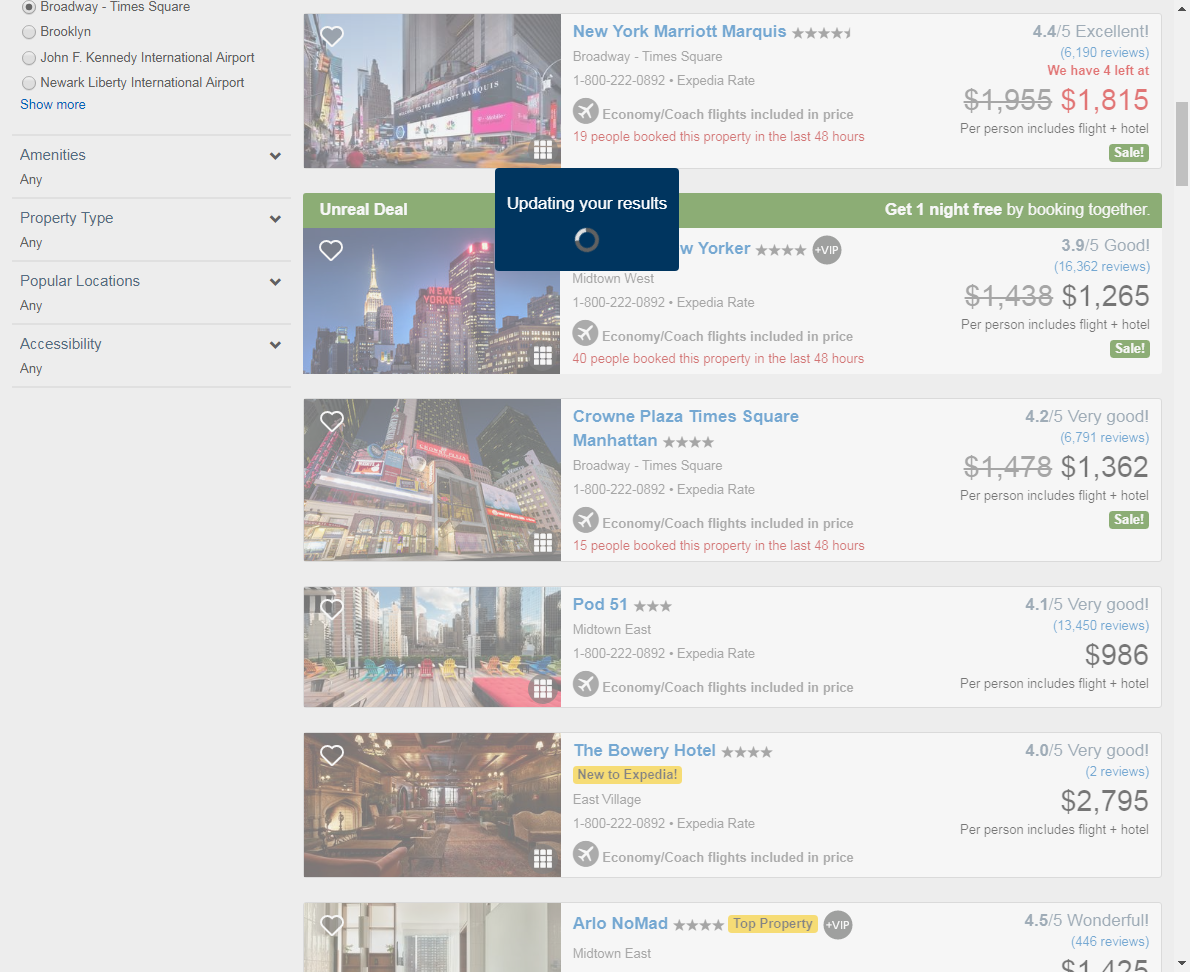 Broadway - Times Square
Brooklyn
John F. Kennedy International Airport
Newark Liberty International Airport
Show more
Amenities
Any
Property Type
Any
Popular Locations
Any
Accessibility
Any
New York Marriott Marquis
4.4/5 Excellent!
Broadway - Times Square
(6,190 reviews)
1-800-222-0892 • Expedia Rate
We have 4 left at
$1,955 $1,815
Economy/Coach flights included in price
Per person includes flight + hotel
19 people booked this property in the last 48 hours
Sale!
Updating your results
Unreal Deal
Get 1 night free by booking together.
NEW YORKER
w Yorker
+VIP
3.9/5 Good!
Midtown West
(16,362 reviews)
1-800-222-0892 • Expedia Rate
$1,438 $1,265
Economy/Coach flights included in price
Per person includes flight + hotel
40 people booked this property in the last 48 hours
Sale!
Crowne Plaza Times Square
Manhattan
4.2/5 Very good!
(6,791 reviews)
Broadway - Times Square
1-800-222-0892 • Expedia Rate
$1,478 $1,362
Economy/Coach flights included in price
Per person includes flight + hotel
15 people booked this property in the last 48 hours
Sale!
Pod 51
4.1/5 Very good!
Midtown East
(13,450 reviews)
1-800-222-0892 • Expedia Rate
$986
Economy/Coach flights included in price
Per person includes flight + hotel
The Bowery Hotel
4.0/5 Very good!
New to Expedia!
(2 reviews)
East Village
$2,795
1-800-222-0892 • Expedia Rate
Per person includes flight + hotel
Economy/Coach flights included in price
Arlo NoMad
Top Property
+VIP
4.5/5 Wonderful!
(446 reviews)
Midtown East
$1,425